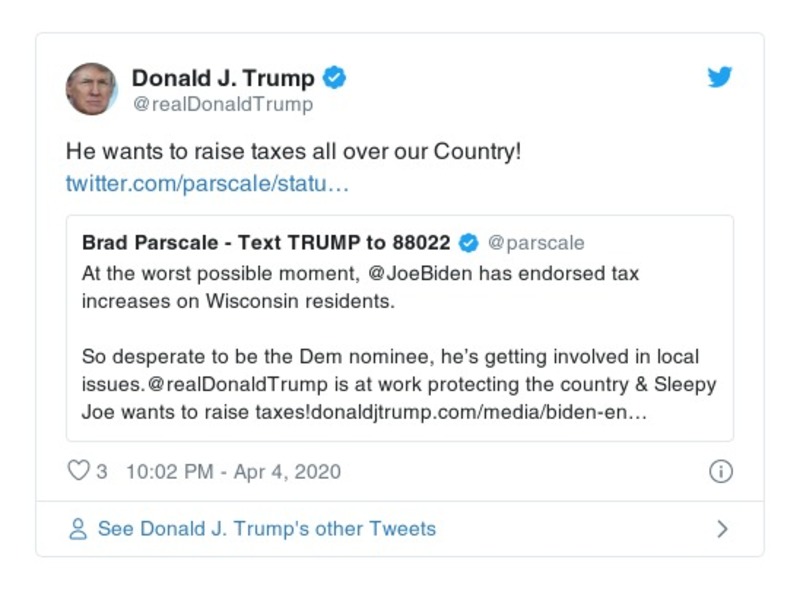 Donald J. Trump
@realDonaldTrump
He wants to raise taxes all over our Country!
twitter.com/parscale/statu…
Brad Parscale - Text TRUMP to 88022 @parscale
At the worst possible moment, @JoeBiden has endorsed tax
increases on Wisconsin residents.
So desperate to be the Dem nominee, he’s getting involved in local
issues.@realDonaldTrump is at work protecting the country & Sleepy
Joe wants to raise taxes!donaldjtrump.com/media/biden-en…
3 10:02 PM - Apr 4, 2020
See Donald J. Trump's other Tweets